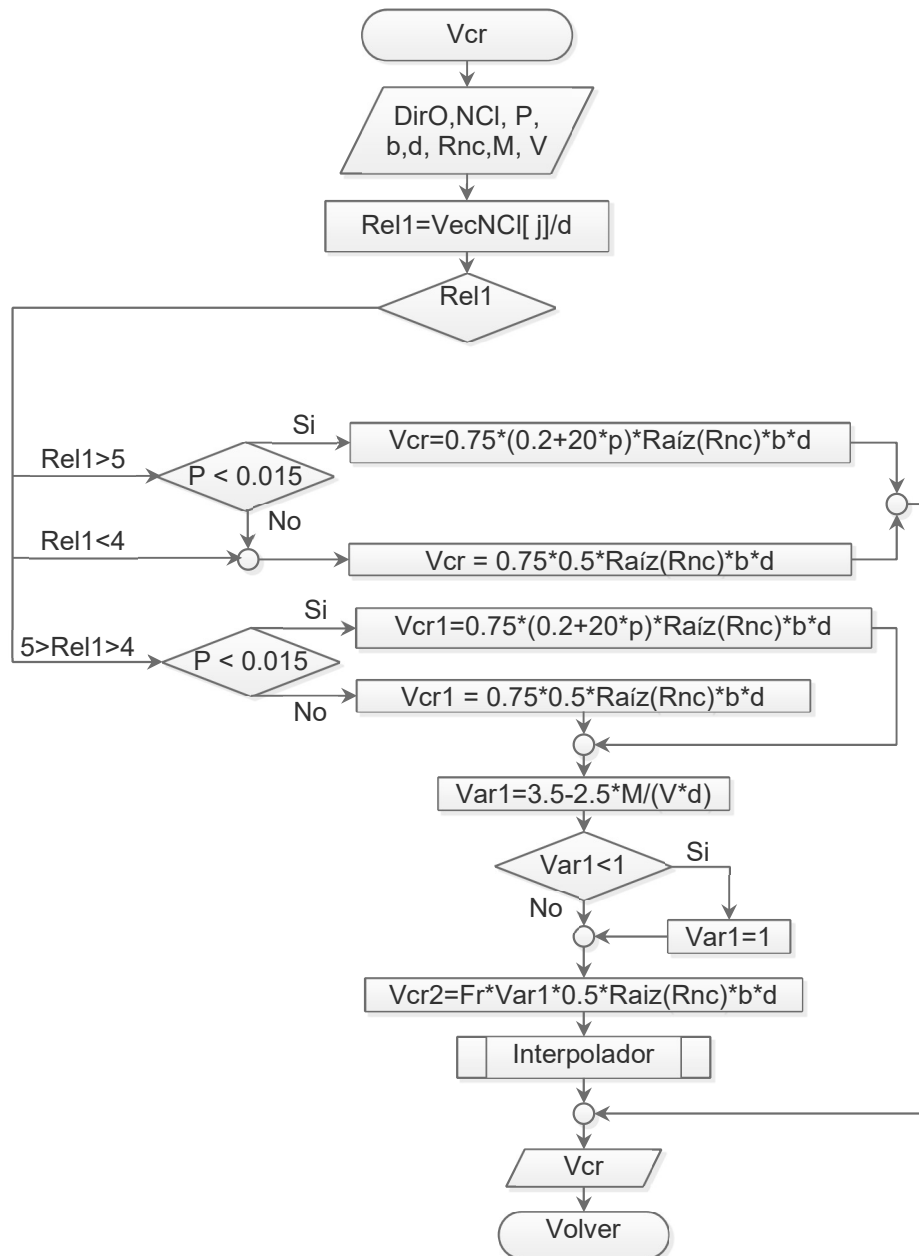 Vcr
DirO,NCl, P,
b,d, Rnc,M, V
Rel1=VecNCl[ j]/d
Rel1
Rel1>5
P < 0.015
Si
Vcr=0.75*(0.2+20*p)*Raíz(Rnc)*b*d
No
Rel1<4
Vcr = 0.75*0.5*Raíz(Rnc)*b*d
5>Rel1>4
P < 0.015
Si
Vcr1=0.75*(0.2+20*p)*Raíz(Rnc)*b*d
No
Vcr1 = 0.75*0.5*Raíz(Rnc)*b*d
Var1=3.5-2.5*M/(V*d)
Var1<1
Si
No
Var1=1
Vcr2=Fr*Var1*0.5*Raiz(Rnc)*b*d
Interpolador
Vcr
Volver